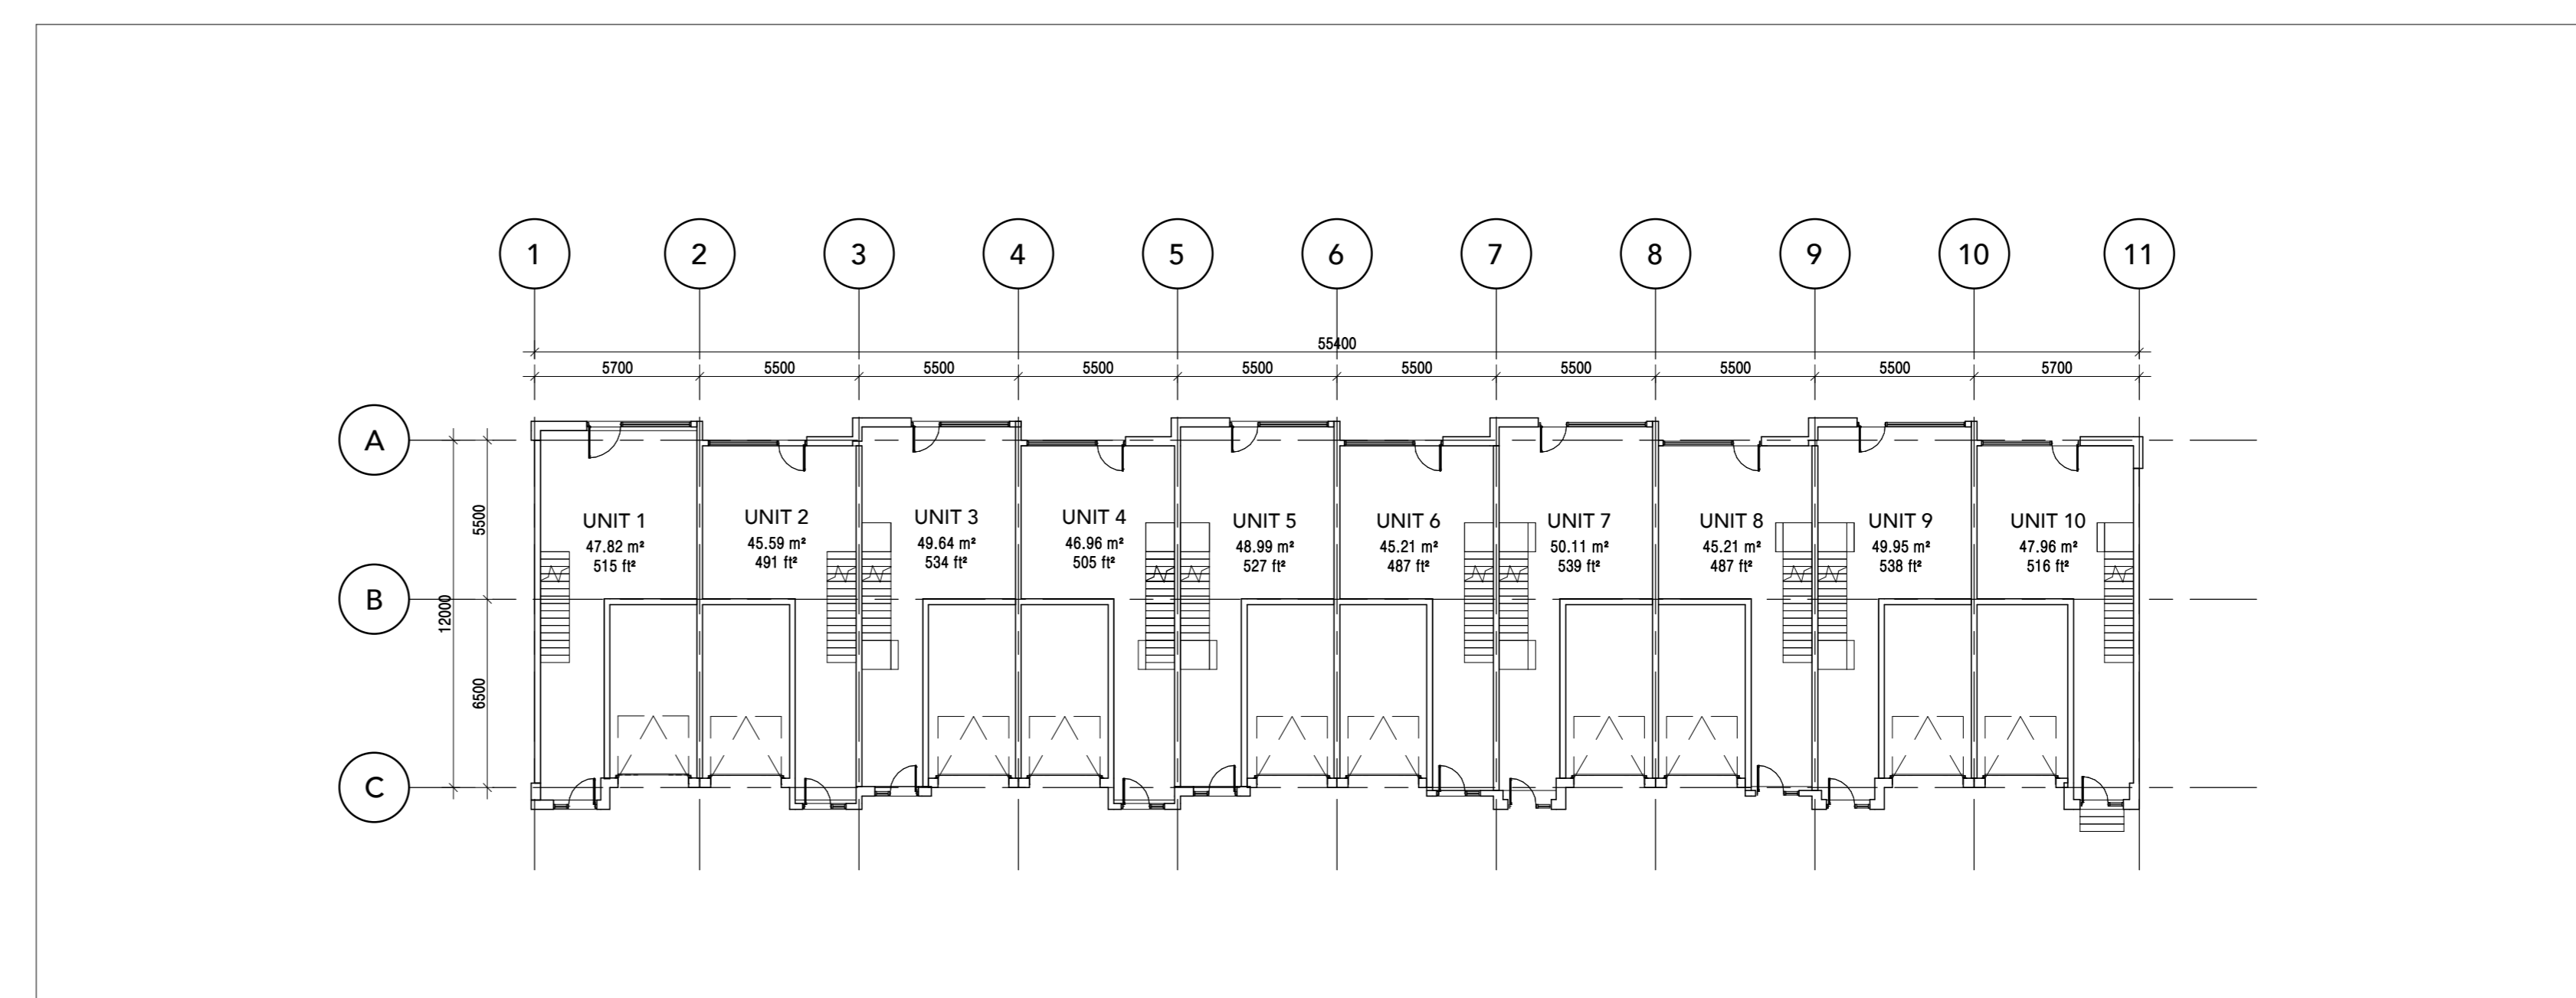 1 2 3 4 5 6 7 8 9 10 11
55400
5700 5500 5500 5500 5500 5500 5500 5500 5500 5700
A
B
C
5500
12000
6500
UNIT 1
47.82 m²
515 ft²
UNIT 2
45.59 m²
491 ft²
UNIT 3
49.64 m²
534 ft²
UNIT 4
46.96 m²
505 ft²
UNIT 5
48.99 m²
527 ft²
UNIT 6
45.21 m²
487 ft²
UNIT 7
50.11 m²
539 ft²
UNIT 8
45.21 m²
487 ft²
UNIT 9
49.95 m²
538 ft²
UNIT 10
47.96 m²
516 ft²